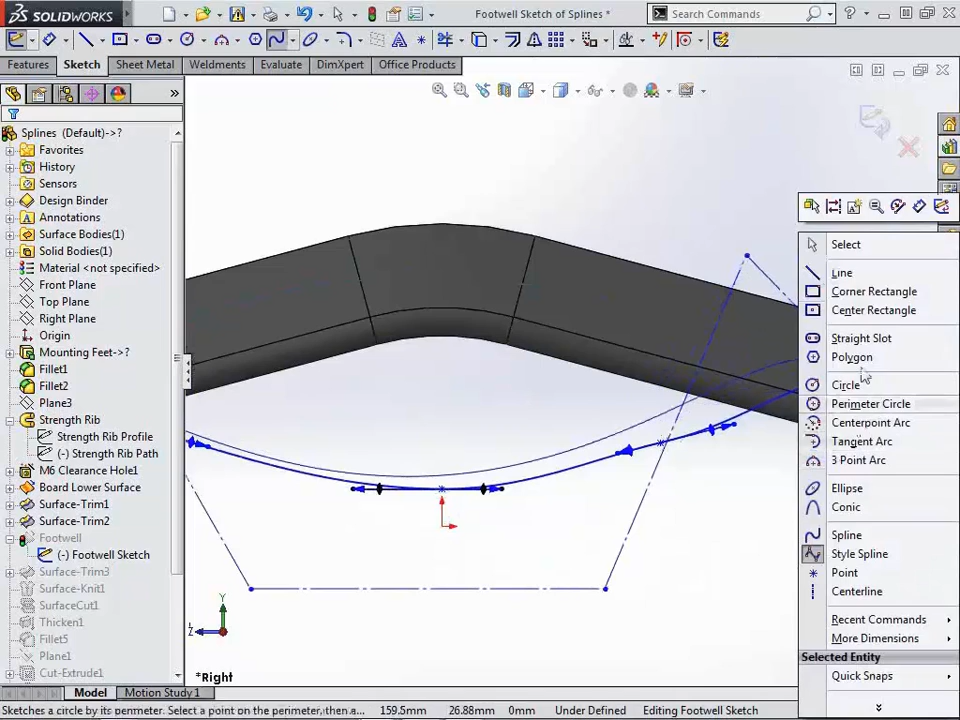 SOLIDWORKS
Footwell Sketch of Splines *
Search Commands
?
Features
Sketch
Sheet Metal
Weldments
Evaluate
DimXpert
Office Products
»
Splines (Default)->?
Favorites
History
Sensors
Design Binder
Annotations
Surface Bodies(1)
Solid Bodies(1)
Material <not specified>
Front Plane
Top Plane
Right Plane
Origin
Mounting Feet->?
Fillet1
Fillet2
Plane3
Strength Rib
Strength Rib Profile
(-) Strength Rib Path
M6 Clearance Hole1
Board Lower Surface
Surface-Trim1
Surface-Trim2
Footwell
(-) Footwell Sketch
Surface-Trim3
Surface-Knit1
SurfaceCut1
Thicken1
Fillet5
Plane1
Cut-Extrude1
Y
Z
*Right
Select
Line
Corner Rectangle
Center Rectangle
Straight Slot
Polygon
Circle
Perimeter Circle
Centerpoint Arc
Tangent Arc
3 Point Arc
Ellipse
Conic
Spline
Style Spline
Point
Centerline
Recent Commands
More Dimensions
Selected Entity
Quick Snaps
Model
Motion Study 1
Sketches a circle by its perimeter. Select a point on the perimeter,then a...
159.5mm
26.88mm
0mm
Under Defined
Editing Footwell Sketch